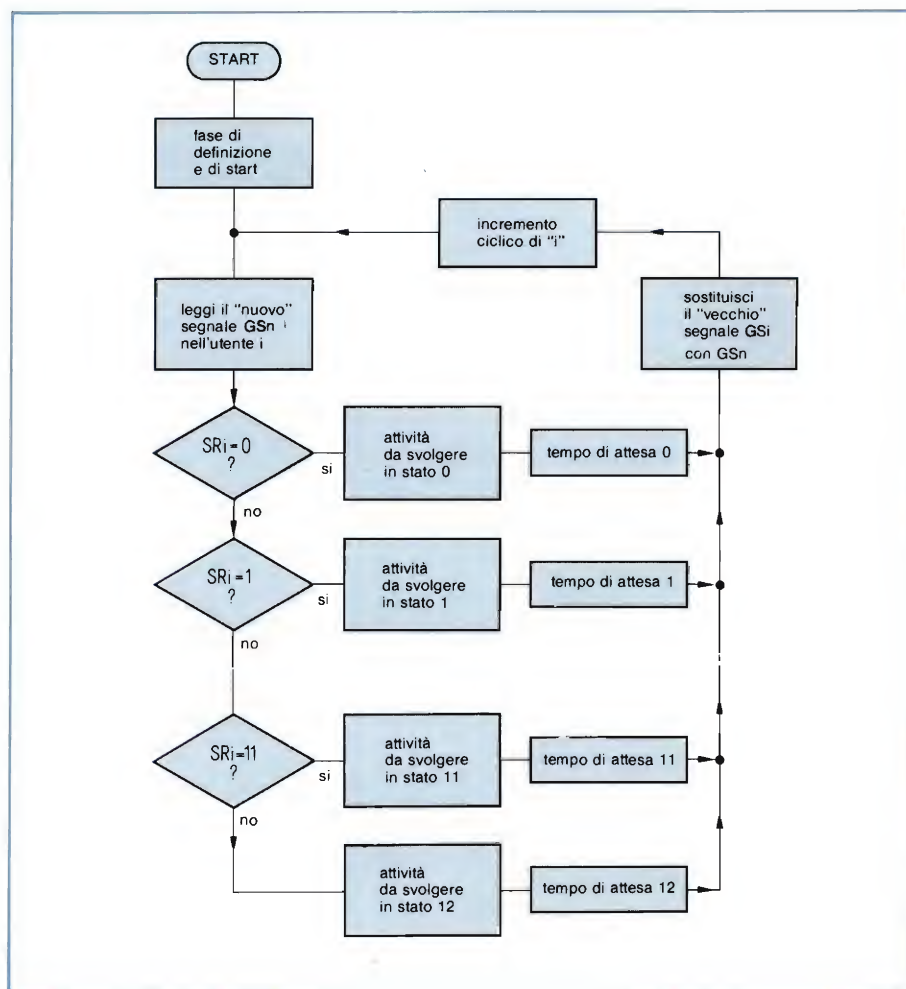 START
fase di
definizione
e di start
incremento
ciclico di "i"
leggi il "nuovo"
segnale GSn i
nell'utente i
sostituisci
il "vecchio"
segnale GSi
con GSn
SRi=0
?
si
no
attività
da svolgere
in stato 0
tempo di attesa 0
SRi=1
?
si
no
attività
da svolgere
in stato 1
tempo di attesa 1
SRi=11
?
si
no
attività
da svolgere
in stato 11
tempo di attesa 11
attività
da svolgere
in stato 12
tempo di attesa 12